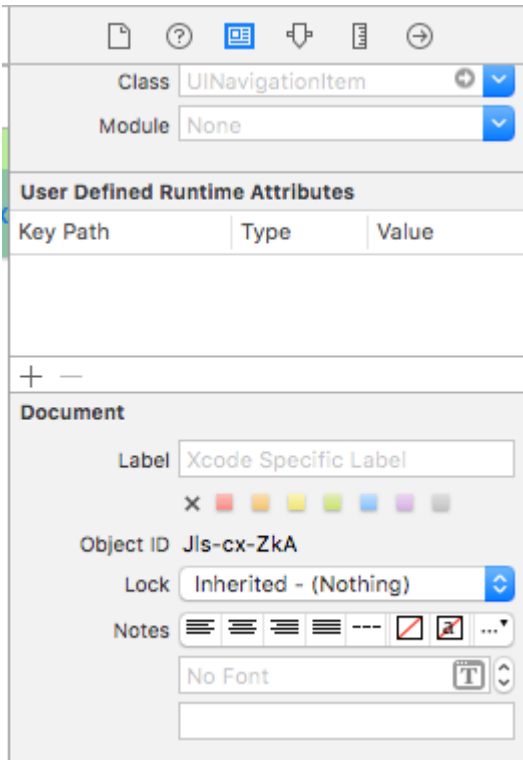 Class UINavigationItem
Module None
User Defined Runtime Attributes
Key Path Type Value
Document
Label Xcode Specific Label
Object ID Jls-cx-ZkA
Lock Inherited - (Nothing)
Notes
No Font